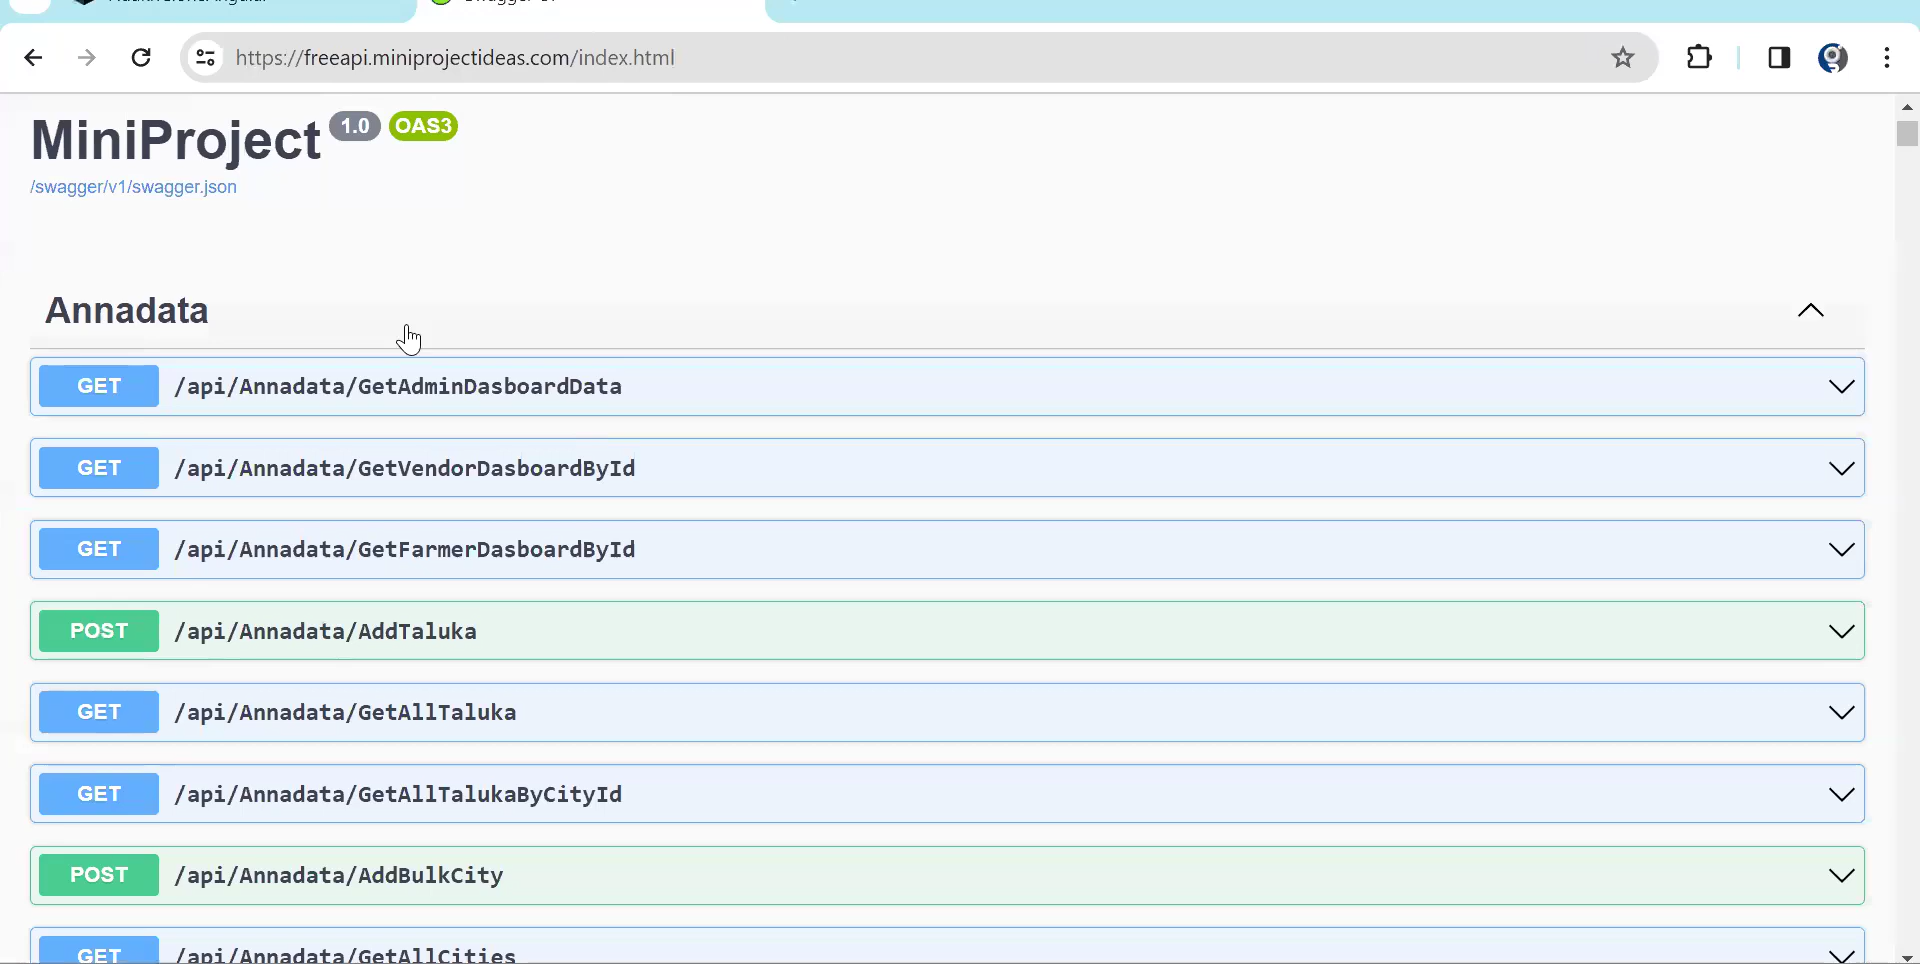 https://freeapi.miniprojectideas.com/index.html
MiniProject 1.0 OAS3
/swagger/v1/swagger.json
Annadata
GET /api/Annadata/GetAdminDasboardData
GET /api/Annadata/GetVendorDasboardById
GET /api/Annadata/GetFarmerDasboardById
POST /api/Annadata/AddTaluka
GET /api/Annadata/GetAllTaluka
GET /api/Annadata/GetAllTalukaByCityId
POST /api/Annadata/AddBulkCity
GET /api/Annadata/GetAllCities